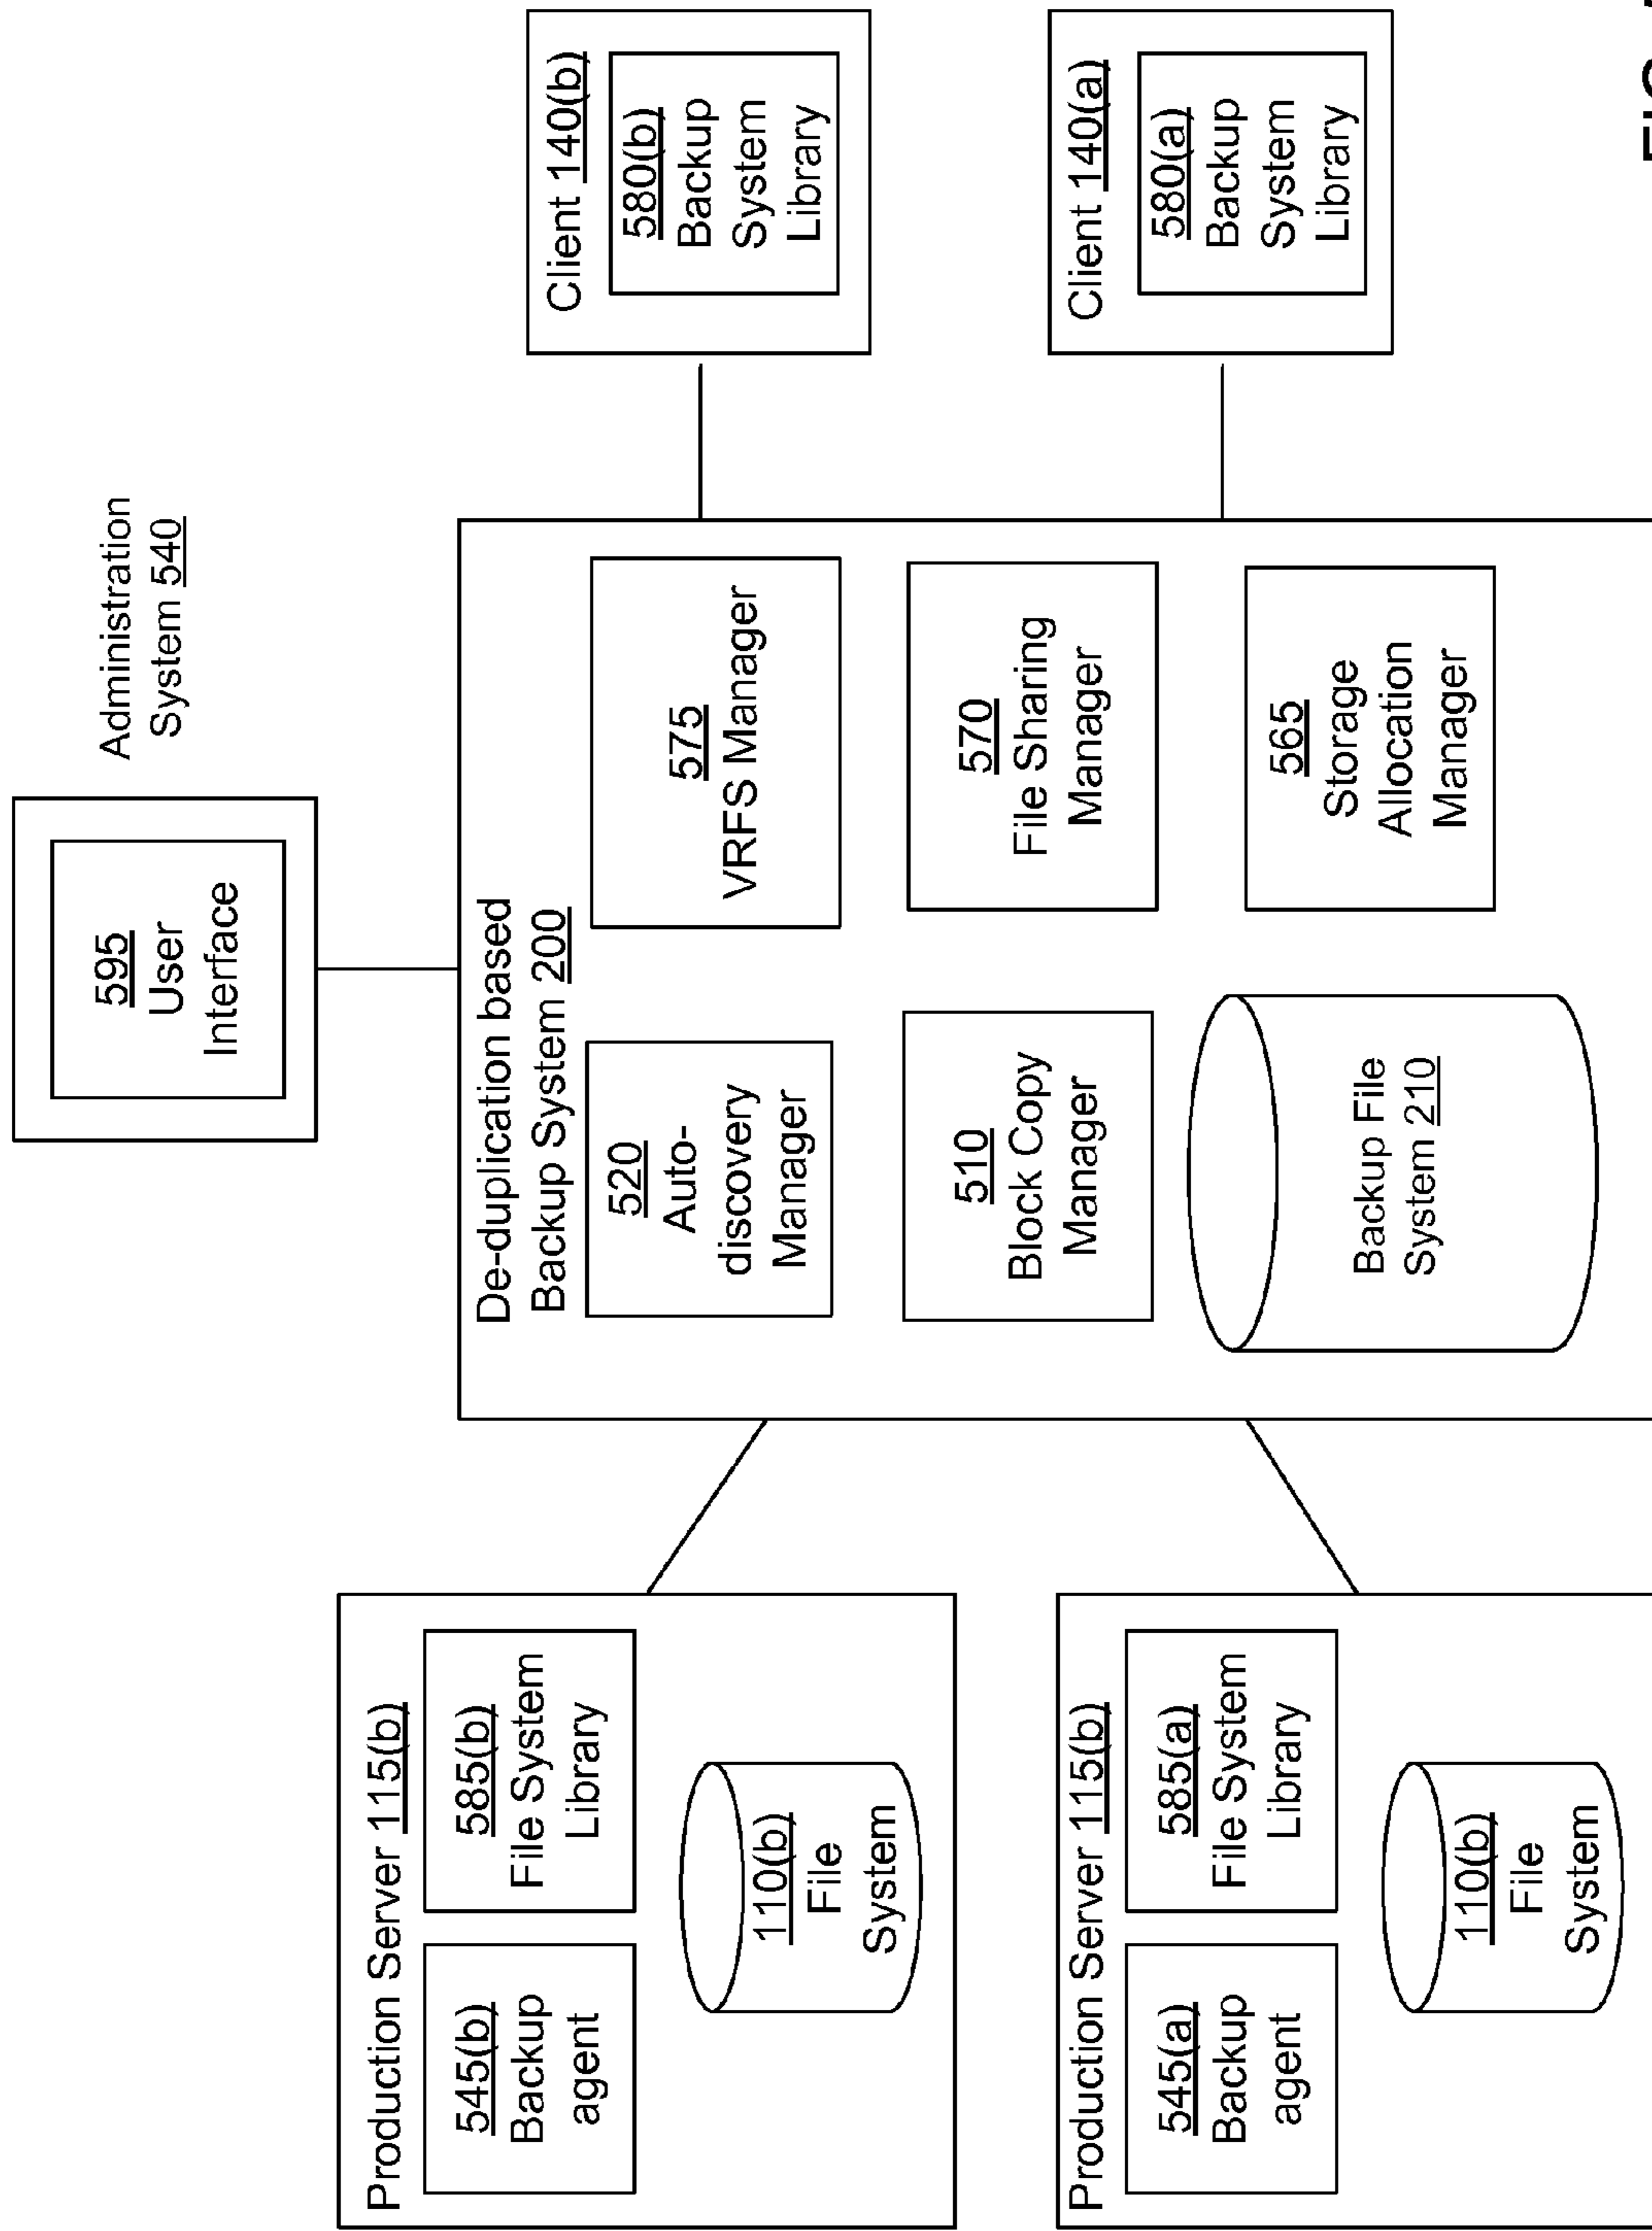 595
User
Interface
Administration
System 540
Production Server 115(b)
545(b)
Backup
agent
585(b)
File System
Library
110(b)
File
System
Production Server 115(b)
545(a)
Backup
agent
585(a)
File System
Library
110(b)
File
System
De-duplication based
Backup System 200
520
Auto-
discovery
Manager
575
VRFS Manager
510
Block Copy
Manager
570
File Sharing
Manager
Backup File
System 210
565
Storage
Allocation
Manager
Client 140(b)
580(b)
Backup
System
Library
Client 140(a)
580(a)
Backup
System
Library